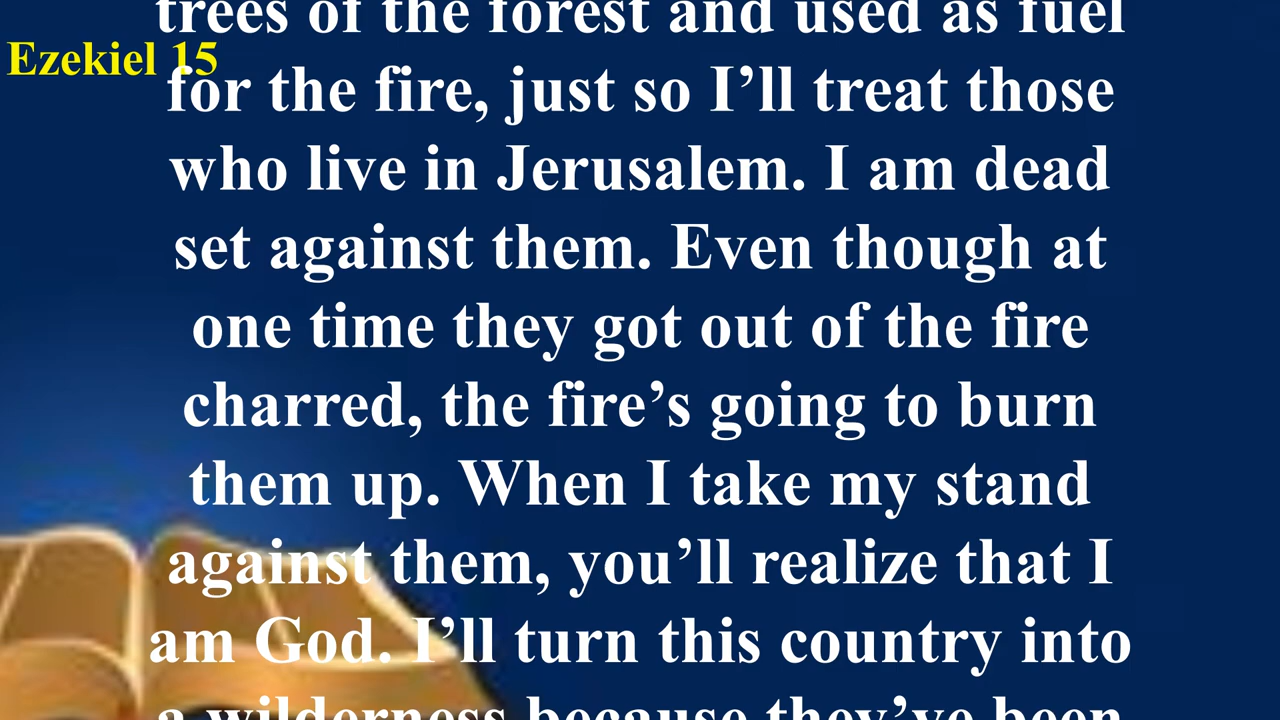 trees of the forest and used as fuel
Ezekiel 15
for the fire, just so I’ll treat those
who live in Jerusalem. I am dead
set against them. Even though at
one time they got out of the fire
charred, the fire’s going to burn
them up. When I take my stand
against them, you’ll realize that I
am God. I’ll turn this country into
a wilderness because they’ve been